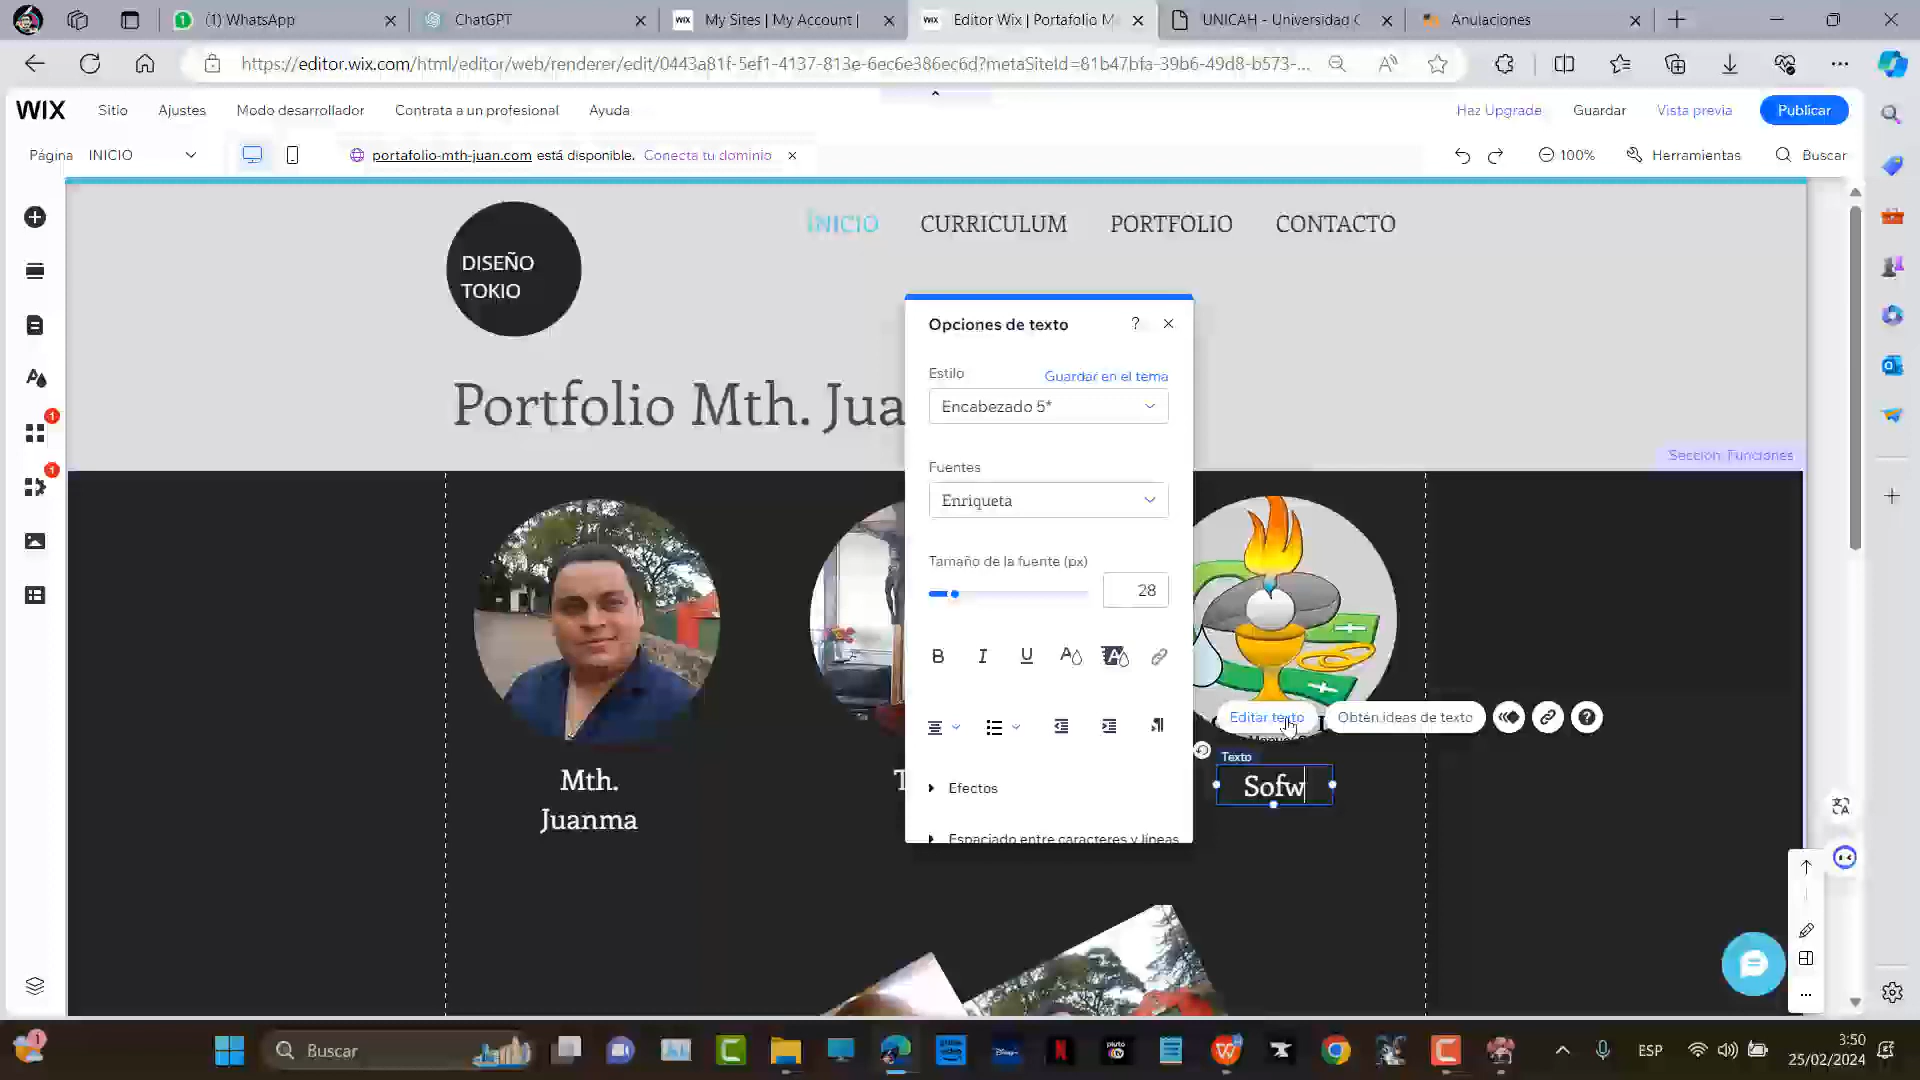 (1) WhatsApp
ChatGPT
My Sites | My Account |
Editor Wix | Portafolio M
UNICAH - Universidad C
Anulaciones
https://editor.wix.com/html/editor/web/renderer/edit/0443a81f-5ef1-4137-813e-6ec6e386ec6d?metaSiteId=81b47bfa-39b6-49d8-b573-...
WIX
Sitio
Ajustes
Modo desarrollador
Contrata a un profesional
Ayuda
Haz Upgrade
Guardar
Vista previa
Publicar
Página INICIO
portafolio-mth-juan.com está disponible. Conecta tu dominio
100%
Herramientas
Buscar
INICIO
CURRICULUM
PORTFOLIO
CONTACTO
DISEÑO
TOKIO
Portfolio Mth. Jua
Sección: Funciones
Opciones de texto
?
Estilo
Guardar en el tema
Encabezado 5*
Fuentes
Enriqueta
Tamaño de la fuente (px)
28
B I U
Efectos
Espaciado entre caracteres y líneas
Editar texto
Obtén ideas de texto
Texto
Sofw
Mth.
Juanma
T
1
1
1
Buscar
ESP
3:50
25/02/2024